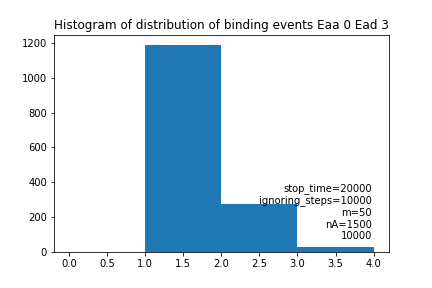 Histogram of distribution of binding events Eaa 0 Ead 3
1200
1000
800
600
400
200
0
stop_time=20000
ignoring_steps=10000
m=50
nA=1500
10000
0.0 0.5 1.0 1.5 2.0 2.5 3.0 3.5 4.0